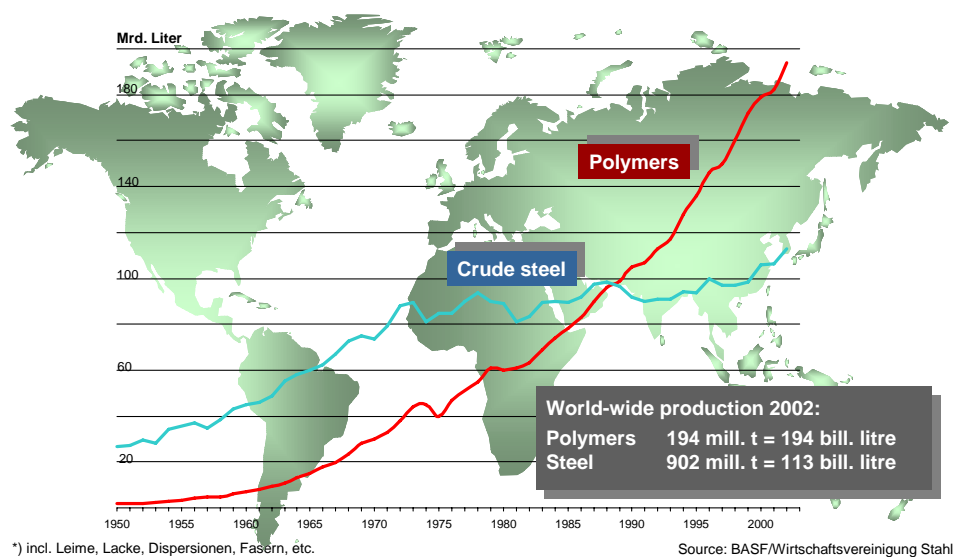 Mrd. Liter
180
Polymers
140
Crude steel
100
60
World-wide production 2002:
Polymers 194 mill. t = 194 bill. litre
Steel 902 mill. t = 113 bill. litre
20
1950 1955 1960 1965 1970 1975 1980 1985 1990 1995 2000
*) incl. Leime, Lacke, Dispersionen, Fasern, etc.
Source: BASF/Wirtschaftsvereinigung Stahl